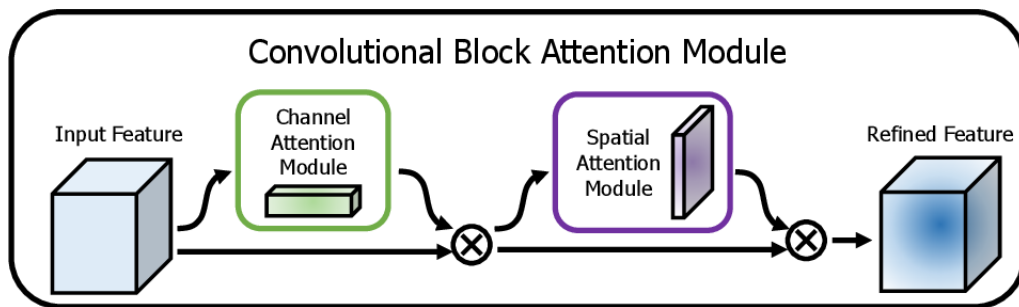 Convolutional Block Attention Module
Input Feature
Channel
Attention
Module
Spatial
Attention
Module
Refined Feature